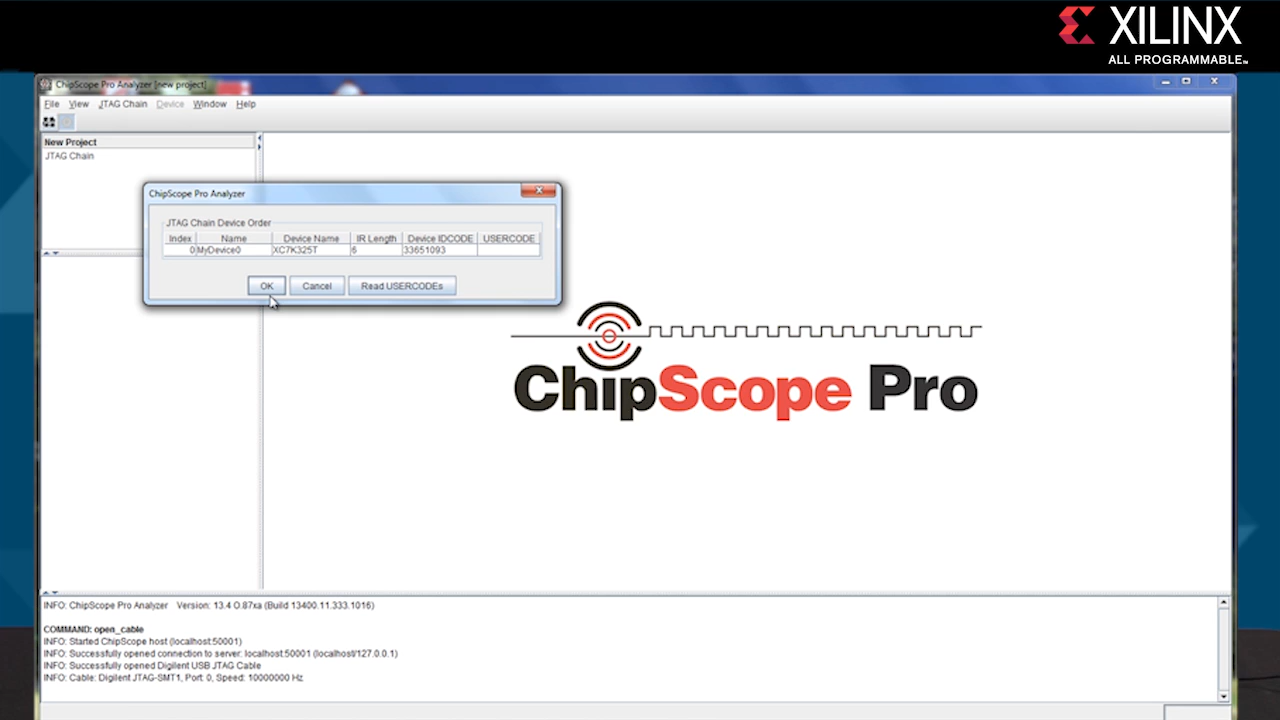 XILINX
ALL PROGRAMMABLE™
ChipScope Pro Analyzer [new project]
File View JTAG Chain Device Window Help
New Project
JTAG Chain
ChipScope Pro Analyzer
JTAG Chain Device Order
Index Name Device Name IR Length Device IDCODE USERCODE
0 MyDevice0 XC7K325T 6 33651093
OK Cancel Read USERCODEs
ChipScope Pro
INFO: ChipScope Pro Analyzer Version: 13.4 O.87xa (Build 13400.11.333.1016)
COMMAND: open_cable
INFO: Started ChipScope host (localhost:50001)
INFO: Successfully opened connection to server: localhost:50001 (localhost/127.0.0.1)
INFO: Successfully opened Digilent USB JTAG Cable
INFO: Cable: Digilent JTAG-SMT1, Port: 0, Speed: 10000000 Hz